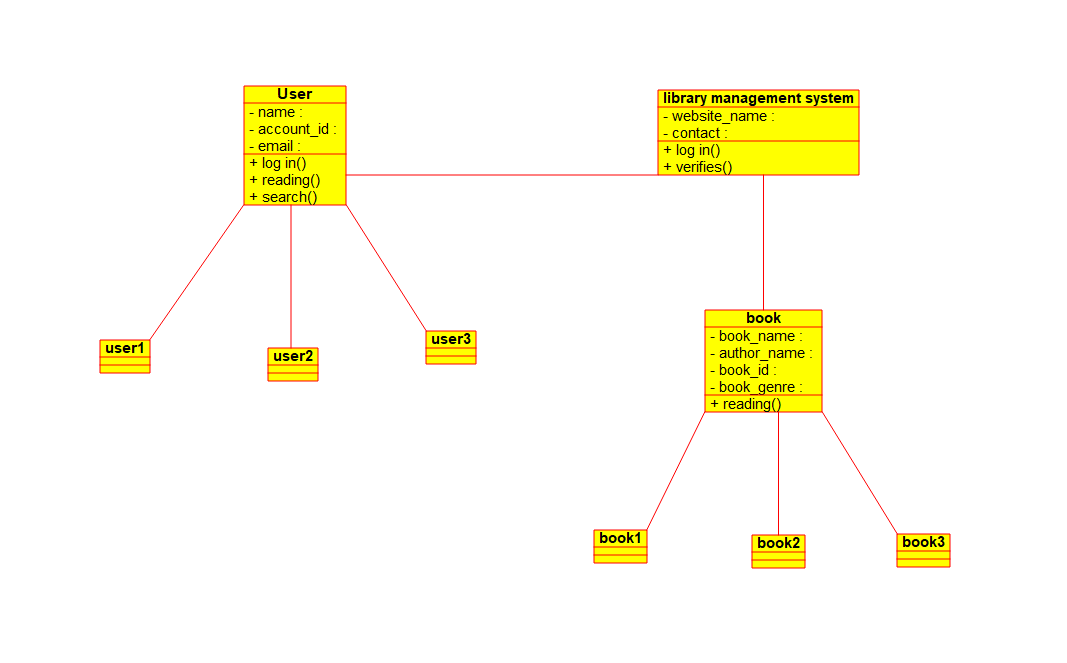 User
- name :
- account_id :
- email :
+ log in()
+ reading()
+ search()
library management system
- website_name :
- contact :
+ log in()
+ verifies()
user1
user2
user3
book
- book_name :
- author_name :
- book_id :
- book_genre :
+ reading()
book1
book2
book3